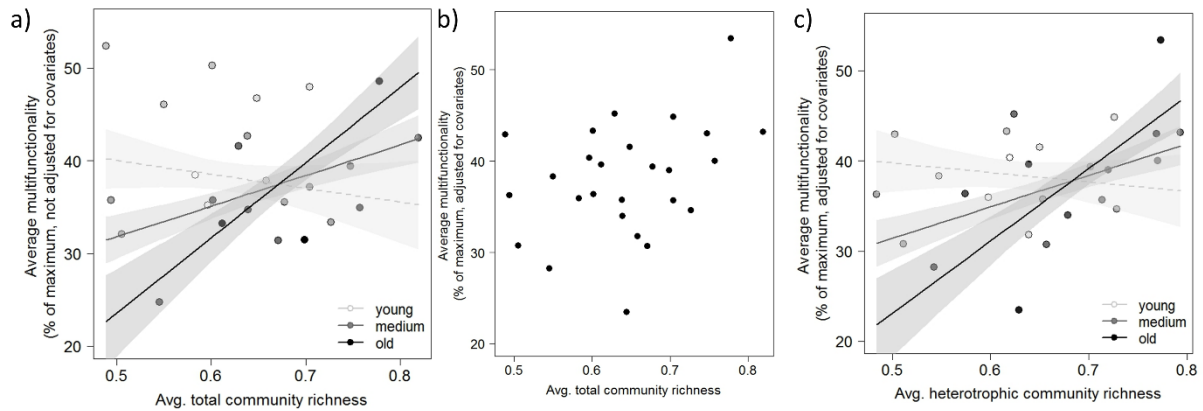 a)
Average multifunctionality
(% of maximum, not adjusted for covariates)
50
40
30
20
0.5 0.6 0.7 0.8
Avg. total community richness
young
medium
old
b)
Average multifunctionality
(% of maximum, adjusted for covariates)
50
40
30
20
0.5 0.6 0.7 0.8
Avg. total community richness
c)
Average multifunctionality
(% of maximum, adjusted for covariates)
50
40
30
20
0.5 0.6 0.7 0.8
Avg. heterotrophic community richness
young
medium
old